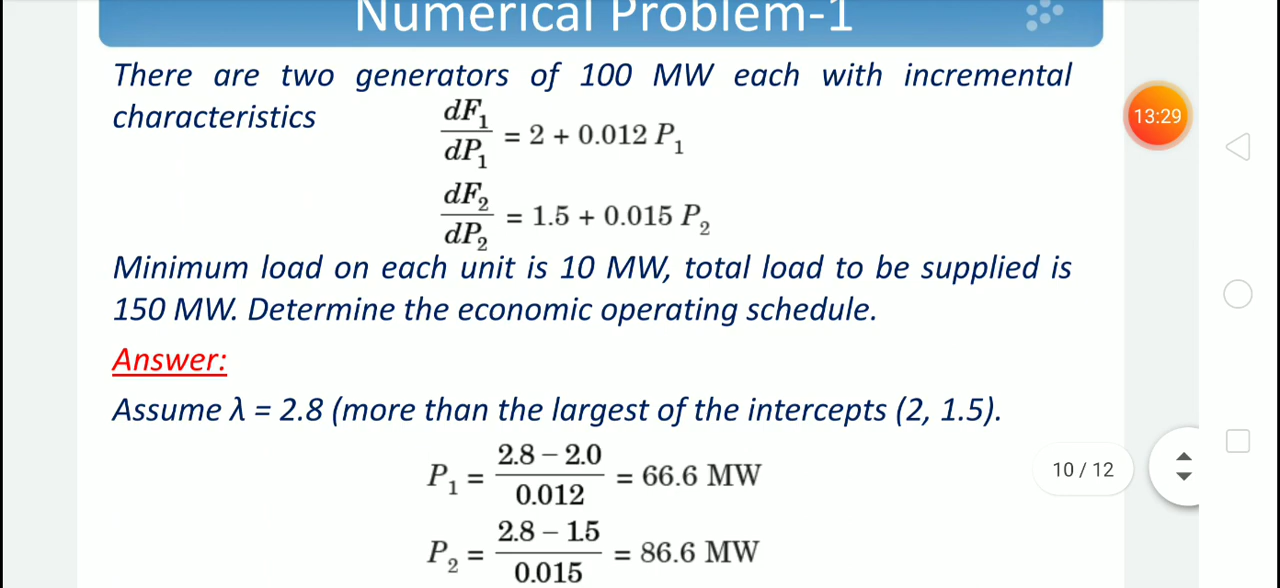 Numerical Problem-1
There are two generators of 100 MW each with incremental
characteristics
dF₁/dP₁ = 2 + 0.012 P₁
13:29
dF₂/dP₂ = 1.5 + 0.015 P₂
Minimum load on each unit is 10 MW, total load to be supplied is
150 MW. Determine the economic operating schedule.
Answer:
Assume λ = 2.8 (more than the largest of the intercepts (2, 1.5).
P₁ = 2.8 – 2.0 / 0.012 = 66.6 MW
10 / 12
P₂ = 2.8 – 1.5 / 0.015 = 86.6 MW